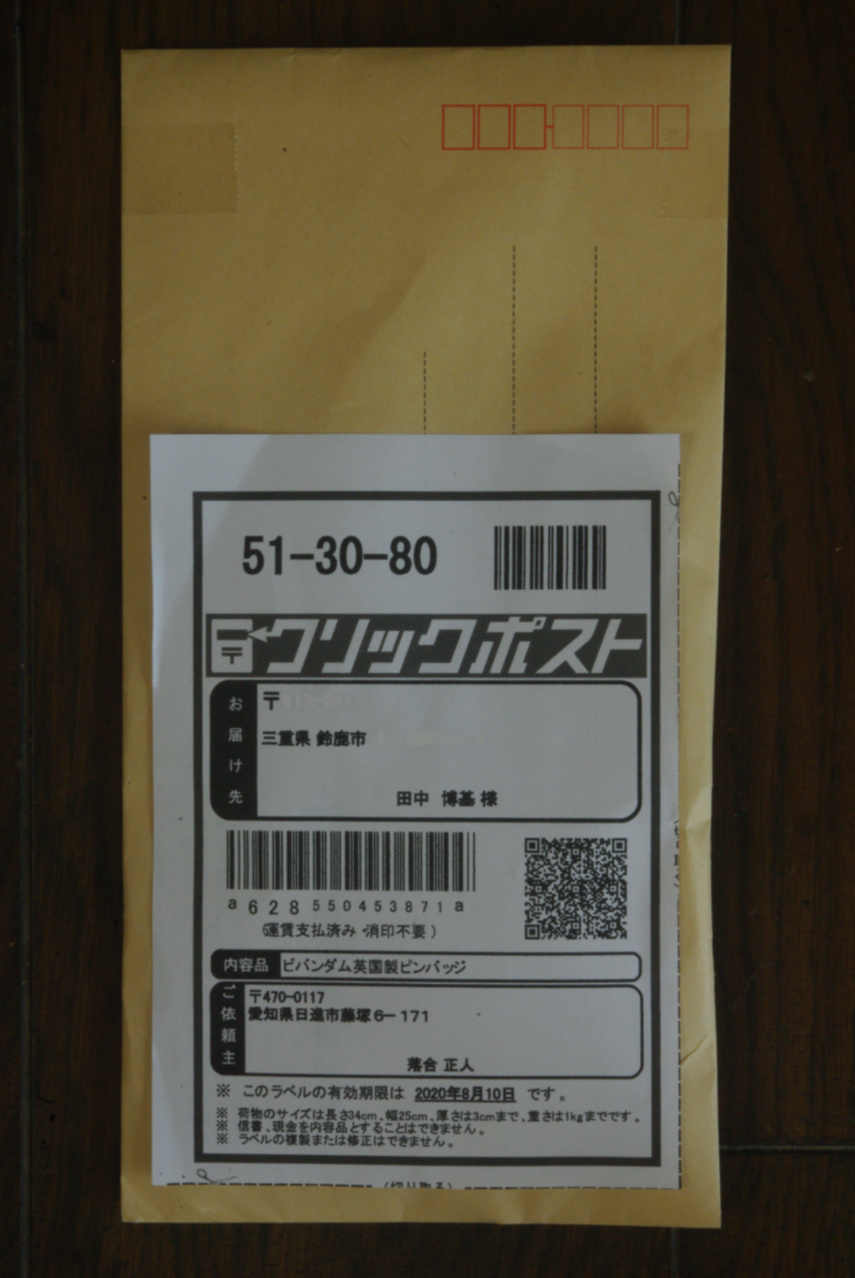 51-30-80
クリックポスト
お届け先
〒
三重県 鈴鹿市
田中 博基 様
a628550453871a
(運賃支払済み・消印不要)
内容品 ビバンダム英国製ピンバッジ
ご依頼主
〒470-0117
愛知県日進市藤塚6-171
落合 正人
※ このラベルの有効期限は 2020年8月10日 です。
※ 荷物のサイズは長さ34cm、幅25cm、厚さは3cmまで、重さは1kgまでです。
※ 信書、現金を内容品とすることはできません。
※ ラベルの複製または修正はできません。
(切り取る)